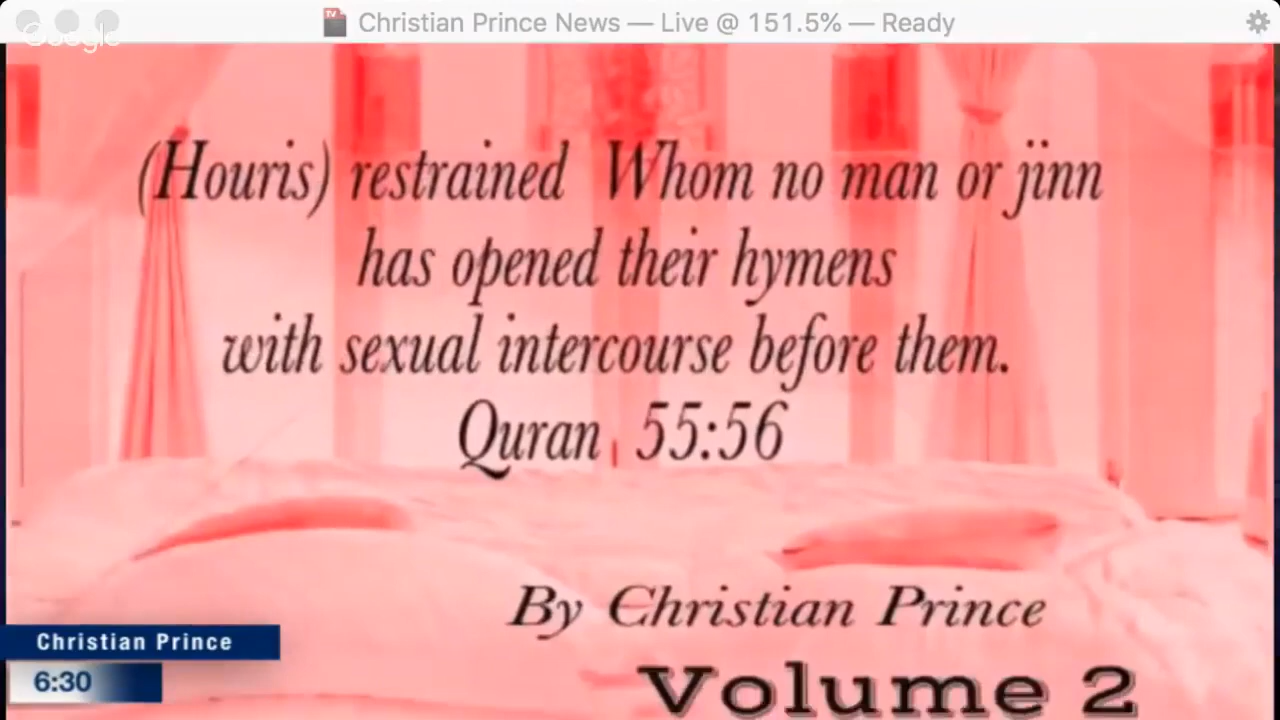 Christian Prince News — Live @ 151.5% — Ready
Google
(Houris) restrained Whom no man or jinn
has opened their hymens
with sexual intercourse before them.
Quran 55:56
By Christian Prince
Volume 2
Christian Prince
6:30